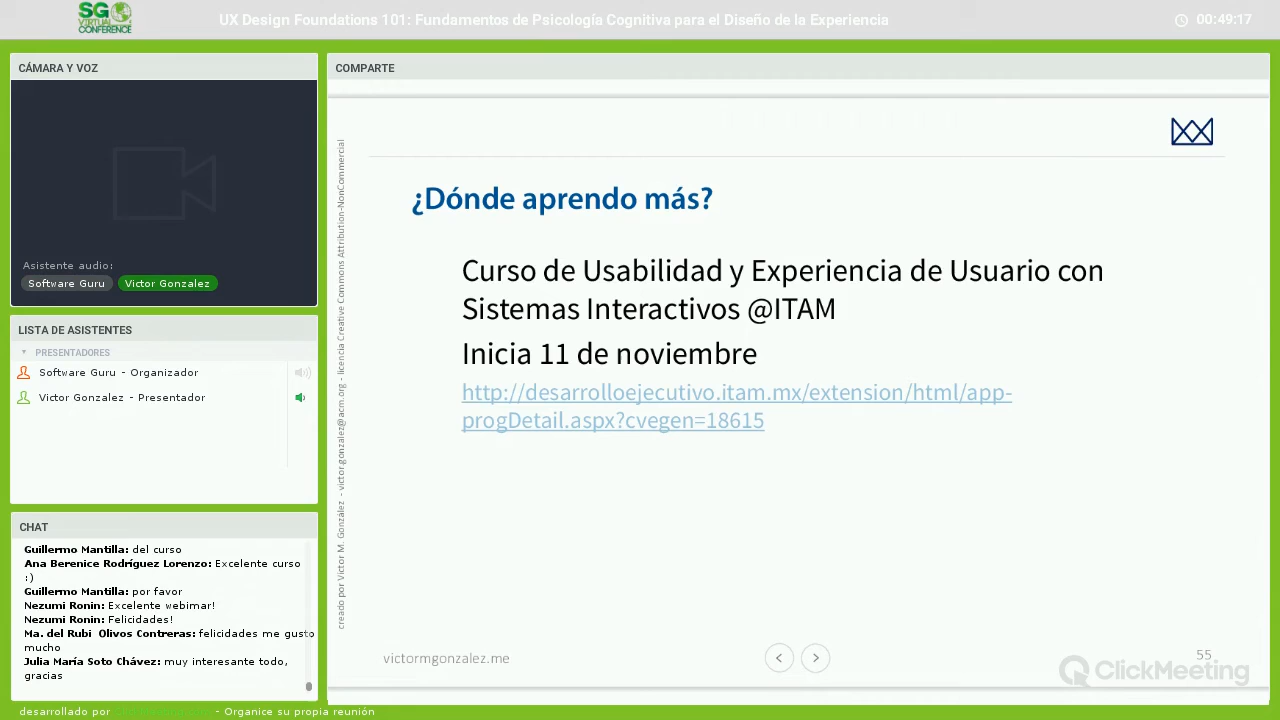 SG
VIRTUAL
CONFERENCE
UX Design Foundations 101: Fundamentos de Psicología Cognitiva para el Diseño de la Experiencia
00:49:17
CÁMARA Y VOZ
Asistente audio:
Software Guru
Victor Gonzalez
LISTA DE ASISTENTES
PRESENTADORES
Software Guru - Organizador
Victor Gonzalez - Presentador
CHAT
Guillermo Mantilla: del curso
Ana Berenice Rodríguez Lorenzo: Excelente curso
:)
Guillermo Mantilla: por favor
Nezumi Ronin: Excelente webimar!
Nezumi Ronin: Felicidades!
Ma. del Rubi Olivos Contreras: felicidades me gusto
mucho
Julia María Soto Chávez: muy interesante todo,
gracias
desarrollado por
- Organice su propia reunión
COMPARTE
creado por Victor M. Gonzalez - victor.gonzalez@acm.org - licencia Creative Commons Attribution-NonCommercial
¿Dónde aprendo más?
Curso de Usabilidad y Experiencia de Usuario con
Sistemas Interactivos @ITAM
Inicia 11 de noviembre
http://desarrolloejecutivo.itam.mx/extension/html/app-
progDetail.aspx?cvegen=18615
victormgonzalez.me
55
ClickMeeting